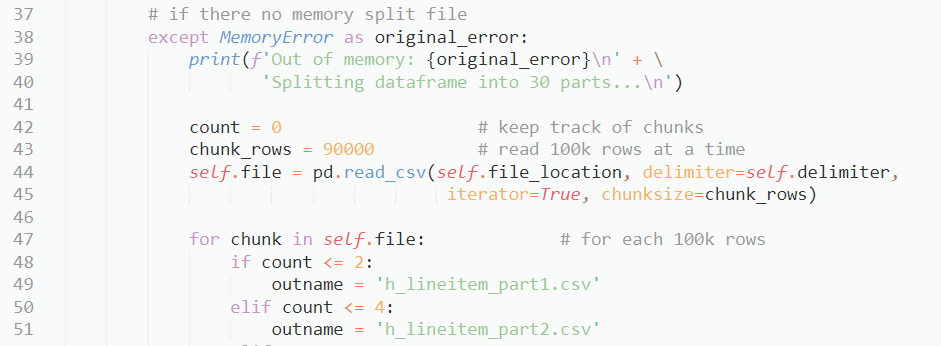 37 # if there no memory split file
38 except MemoryError as original_error:
39 print(f'Out of memory: {original_error}\n' + \
40 'Splitting dataframe into 30 parts...\n')
41
42 count = 0 # keep track of chunks
43 chunk_rows = 90000 # read 100k rows at a time
44 self.file = pd.read_csv(self.file_location, delimiter=self.delimiter,
45 iterator=True, chunksize=chunk_rows)
46
47 for chunk in self.file: # for each 100k rows
48 if count <= 2:
49 outname = 'h_lineitem_part1.csv'
50 elif count <= 4:
51 outname = 'h_lineitem_part2.csv'